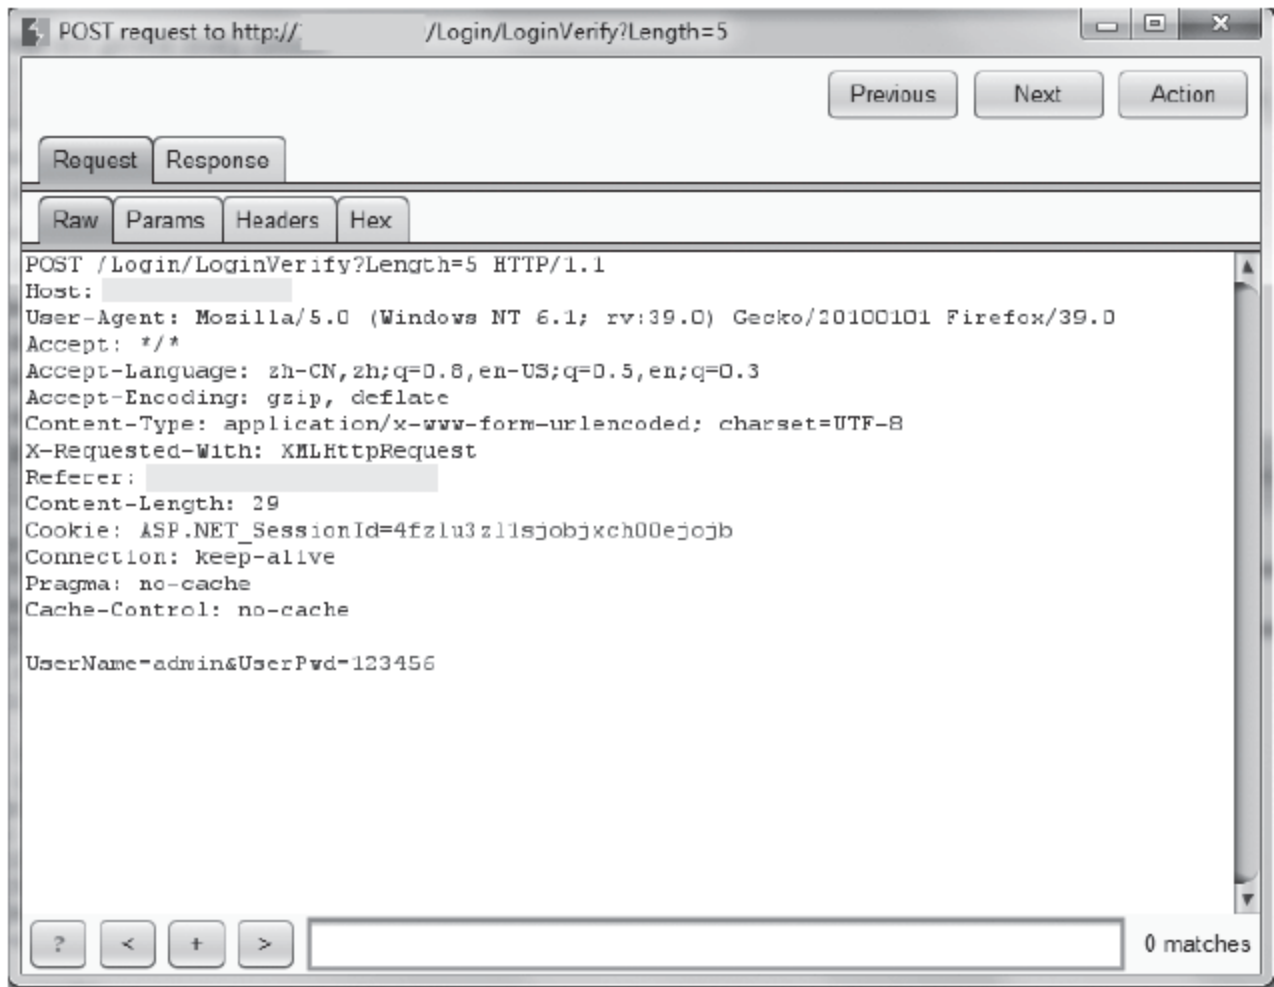 POST request to http:// /Login/LoginVerify?Length=5
Previous Next Action
Request Response
Raw Params Headers Hex
POST /Login/LoginVerify?Length=5 HTTP/1.1
Host:
User-Agent: Mozilla/5.0 (Windows NT 6.1; rv:39.0) Gecko/20100101 Firefox/39.0
Accept: */*
Accept-Language: zh-CN,zh;q=0.8,en-US;q=0.5,en;q=0.3
Accept-Encoding: gzip, deflate
Content-Type: application/x-www-form-urlencoded; charset=UTF-8
X-Requested-With: XMLHttpRequest
Referer:
Content-Length: 29
Cookie: ASP.NET_SessionId=4fzlu3zl1sjobjxch00ejojb
Connection: keep-alive
Pragma: no-cache
Cache-Control: no-cache
UserName=admin&UserPwd=123456
? < + > 0 matches